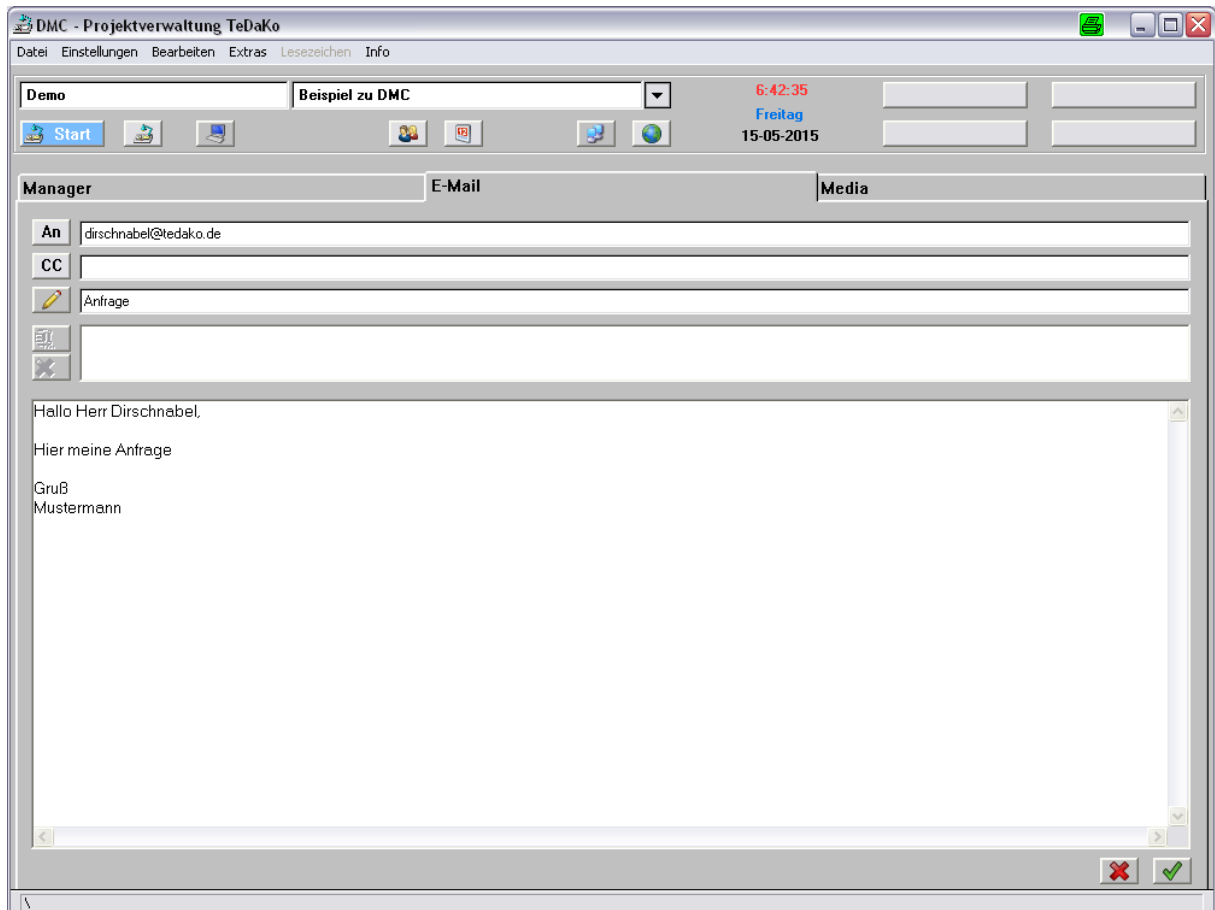 DMC - Projektverwaltung TeDaKo
Datei Einstellungen Bearbeiten Extras Lesezeichen Info
Demo
Beispiel zu DMC
6:42:35
Freitag
15-05-2015
Start
Manager
E-Mail
Media
An
dirschnabel@tedako.de
CC
Anfrage
Hallo Herr Dirschnabel,
Hier meine Anfrage
Gruß
Mustermann
\